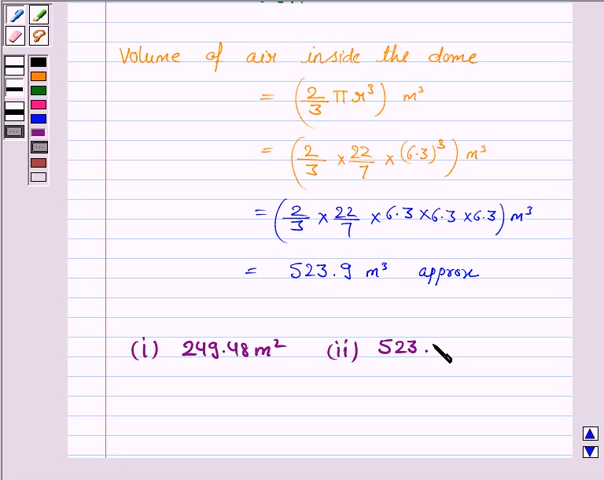 Volume of air inside the dome
= (2/3 π r³) m³
= (2/3 × 22/7 × (6.3)³) m³
= (2/3 × 22/7 × 6.3 × 6.3 × 6.3) m³
= 523.9 m³ approx
(i) 249.48 m² (ii) 523.